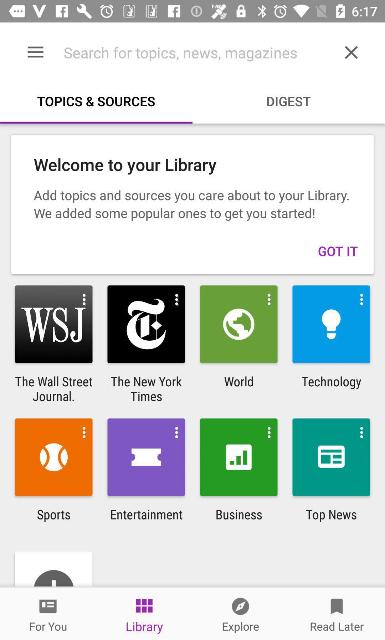 6:17
Search for topics, news, magazines
TOPICS & SOURCES
DIGEST
Welcome to your Library
Add topics and sources you care about to your Library.
We added some popular ones to get you started!
GOT IT
WSJ
T
The Wall Street
Journal.
The New York
Times
World
Technology
Sports
Entertainment
Business
Top News
For You
Library
Explore
Read Later